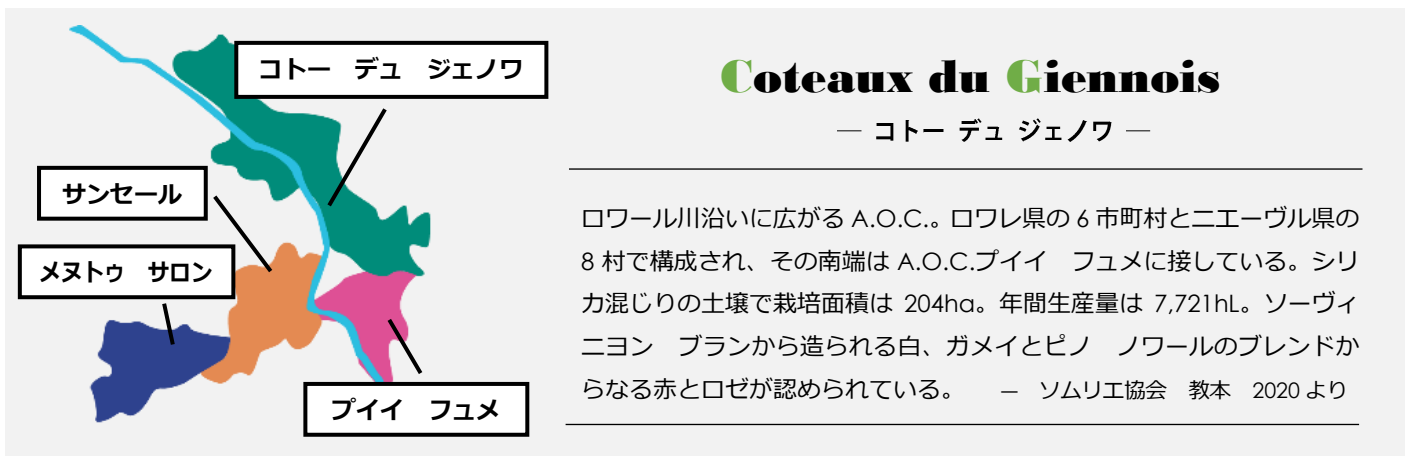 コトー　デュ　ジェノワ
サンセール
メヌトゥ　サロン
プイイ　フュメ
Coteaux du Giennois
― コトー デュ ジェノワ ―
ロワール川沿いに広がる A.O.C.。ロワレ県の 6 市町村とニエーヴル県の
8 村で構成され、その南端は A.O.C.プイイ　フュメに接している。シリ
カ混じりの土壌で栽培面積は 204ha。年間生産量は 7,721hL。ソーヴィ
ニヨン　ブランから造られる白、ガメイとピノ　ノワールのブレンドか
らなる赤とロゼが認められている。　― ソムリエ協会　教本　2020 より